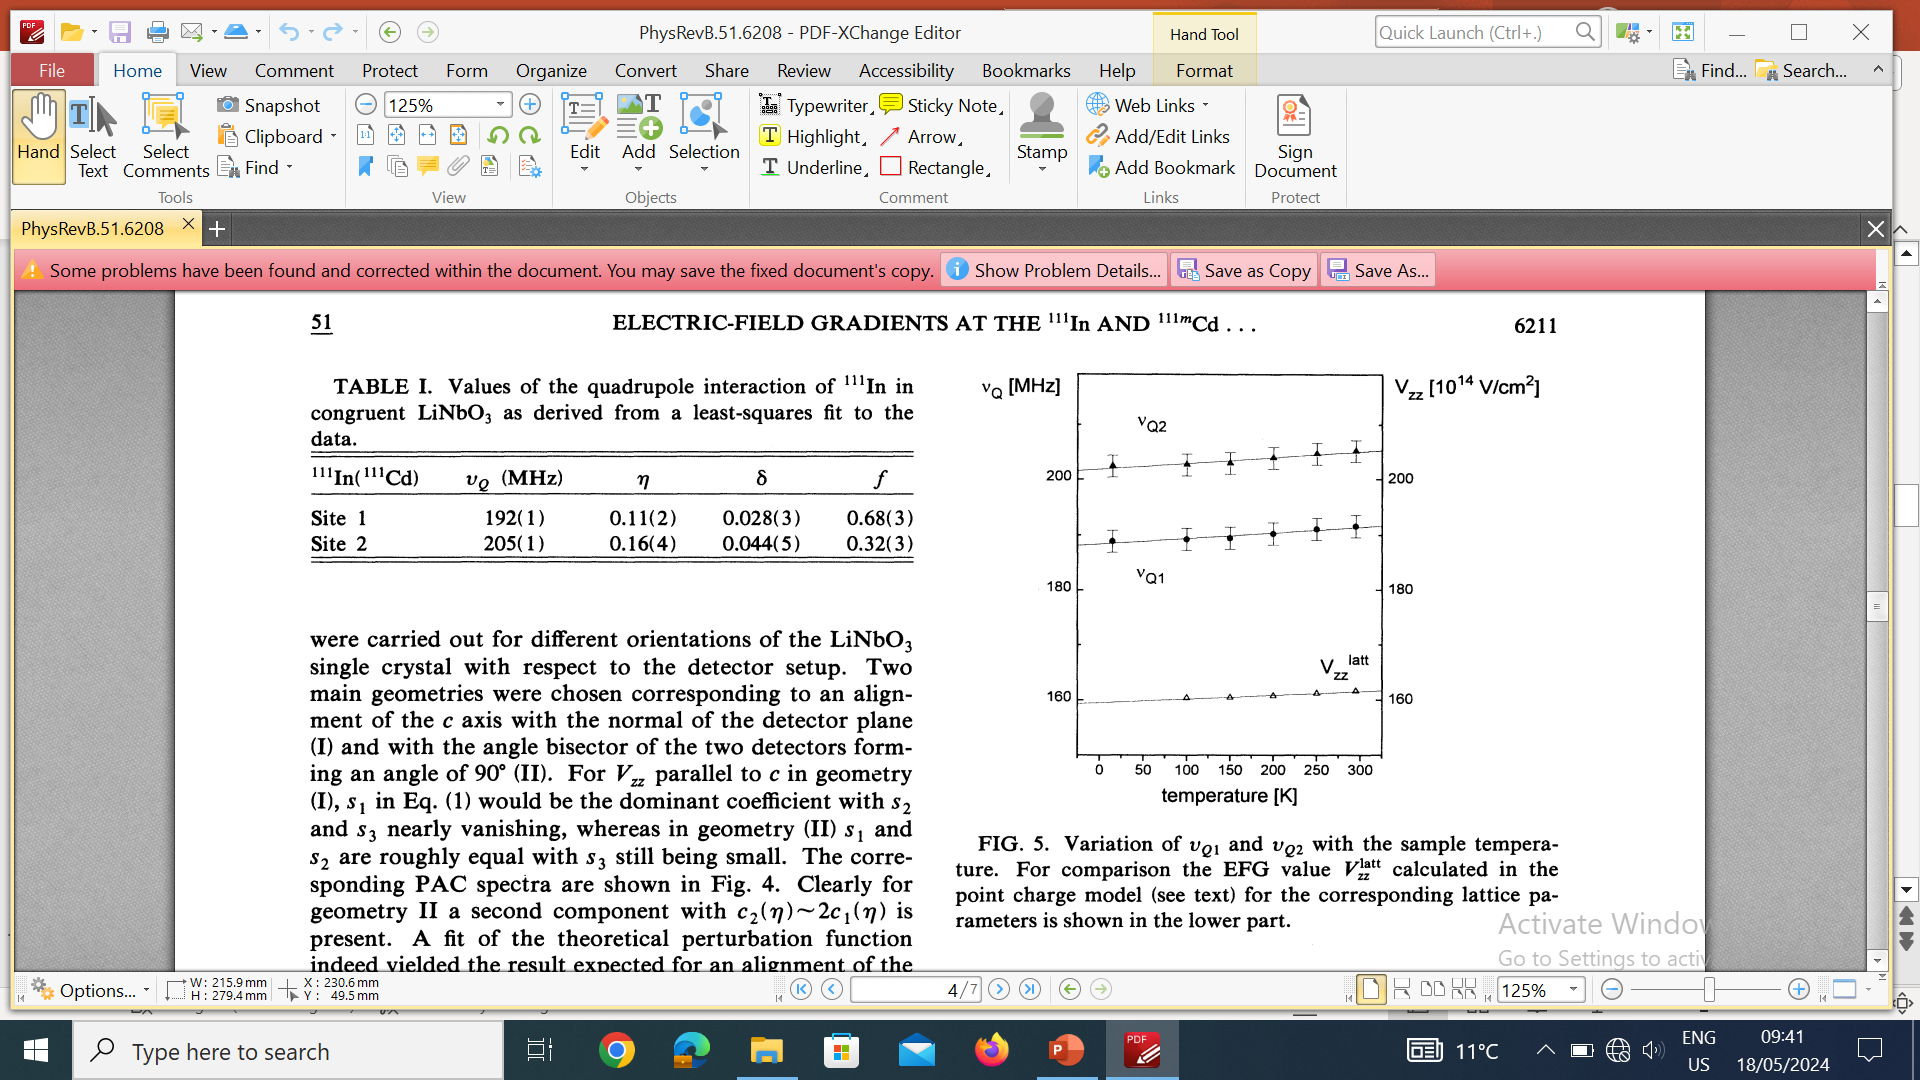 PhysRevB.51.6208 - PDF-XChange Editor
Hand Tool
Quick Launch (Ctrl+.)
File
Home
View
Comment
Protect
Form
Organize
Convert
Share
Review
Accessibility
Bookmarks
Help
Format
Find...
Search...
Hand
Select Text
Select Comments
Snapshot
Clipboard
Find
Tools
125%
View
Edit
Add
Selection
Objects
Typewriter
Highlight
Underline
Sticky Note
Arrow
Rectangle
Stamp
Comment
Web Links
Add/Edit Links
Add Bookmark
Links
Sign Document
Protect
PhysRevB.51.6208
Some problems have been found and corrected within the document. You may save the fixed document's copy.
Show Problem Details...
Save as Copy
Save As...
51 ELECTRIC-FIELD GRADIENTS AT THE ¹¹¹In AND ¹¹¹ᵐCd . . . 6211
TABLE I. Values of the quadrupole interaction of ¹¹¹In in
congruent LiNbO₃ as derived from a least-squares fit to the
data.
¹¹¹In(¹¹¹Cd) υ_Q (MHz) η δ f
Site 1 192(1) 0.11(2) 0.028(3) 0.68(3)
Site 2 205(1) 0.16(4) 0.044(5) 0.32(3)
were carried out for different orientations of the LiNbO₃
single crystal with respect to the detector setup. Two
main geometries were chosen corresponding to an align-
ment of the c axis with the normal of the detector plane
(I) and with the angle bisector of the two detectors form-
ing an angle of 90° (II). For V_zz parallel to c in geometry
(I), s₁ in Eq. (1) would be the dominant coefficient with s₂
and s₃ nearly vanishing, whereas in geometry (II) s₁ and
s₂ are roughly equal with s₃ still being small. The corre-
sponding PAC spectra are shown in Fig. 4. Clearly for
geometry II a second component with c₂(η)~2c₁(η) is
present. A fit of the theoretical perturbation function
indeed yielded the result expected for an alignment of the
ν_Q [MHz]
V_zz [10¹⁴ V/cm²]
ν_Q2
200 200
ν_Q1
180 180
V_zz^latt
160 160
0 50 100 150 200 250 300
temperature [K]
FIG. 5. Variation of υ_Q1 and υ_Q2 with the sample tempera-
ture. For comparison the EFG value V_zz^latt calculated in the
point charge model (see text) for the corresponding lattice pa-
rameters is shown in the lower part.
Activate Window
Go to Settings to activ
Options...
W: 215.9 mm
H: 279.4 mm
X: 230.6 mm
Y: 49.5 mm
4/7
125%
Type here to search
11°C
ENG
US
09:41
18/05/2024